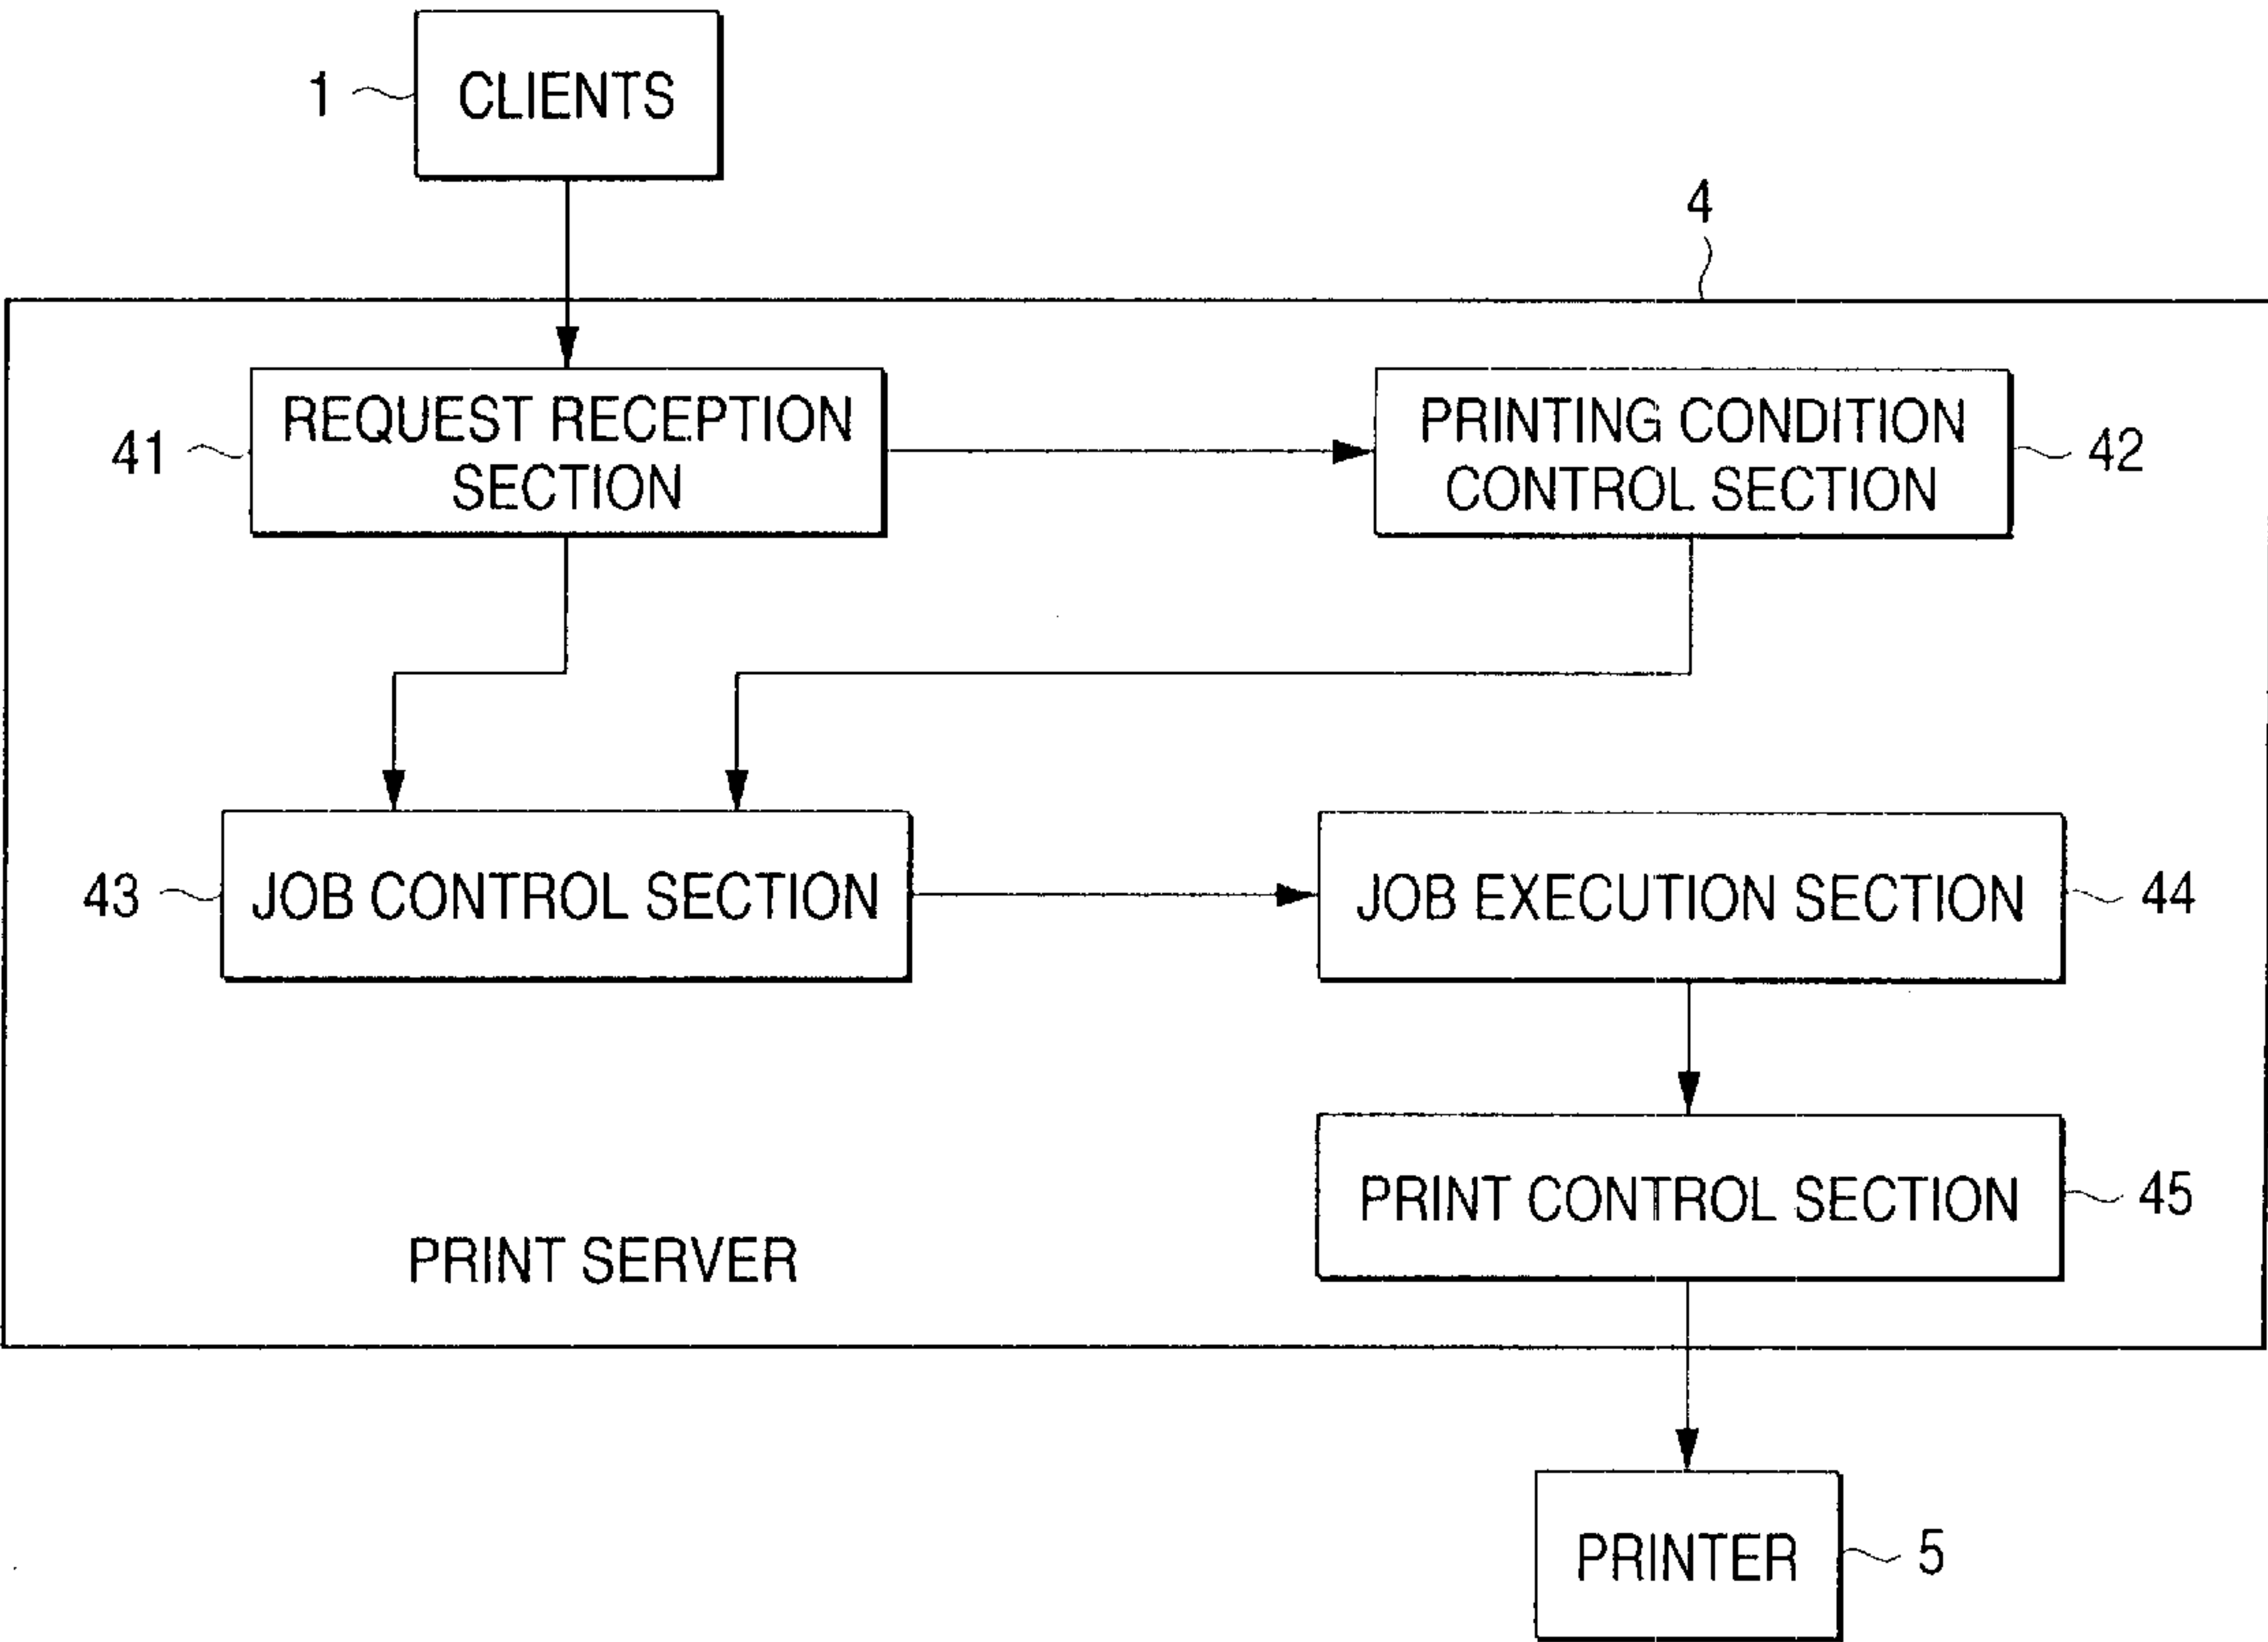 1
CLIENTS
4
41
REQUEST RECEPTION
SECTION
PRINTING CONDITION
CONTROL SECTION
42
43
JOB CONTROL SECTION
JOB EXECUTION SECTION
44
PRINT CONTROL SECTION
45
PRINT SERVER
PRINTER
5